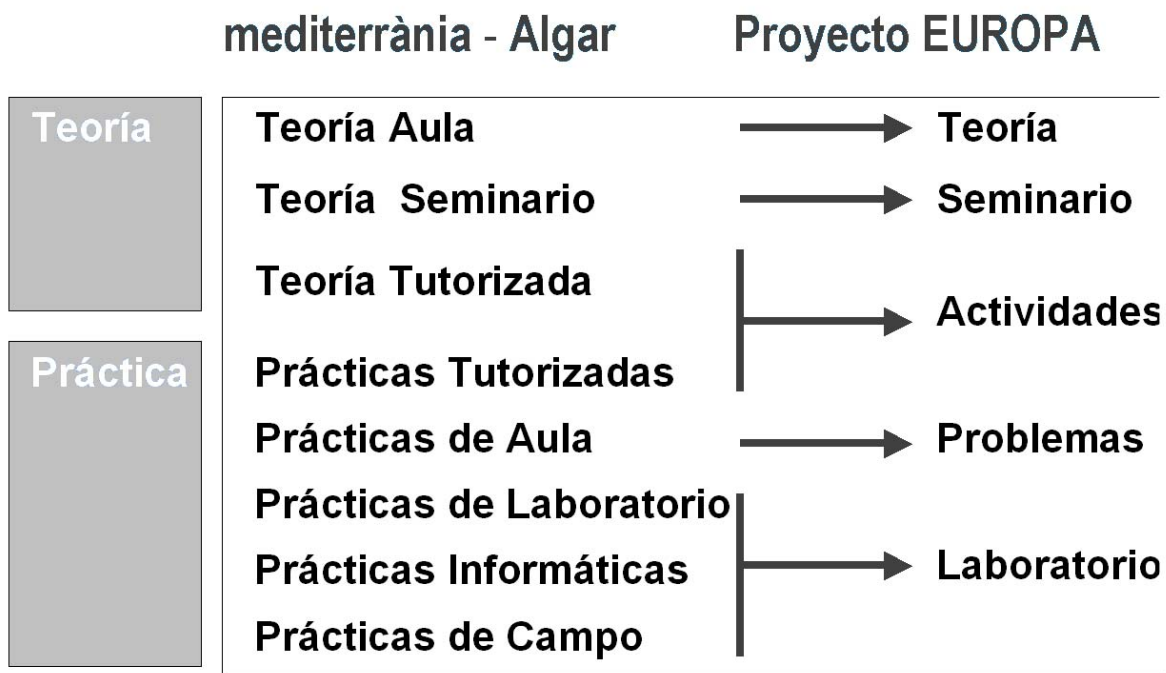 mediterrània - Algar Proyecto EUROPA
Teoría Teoría Aula Teoría
Teoría Seminario Seminario
Teoría Tutorizada
Actividades
Práctica Prácticas Tutorizadas
Prácticas de Aula Problemas
Prácticas de Laboratorio
Prácticas Informáticas Laboratorio
Prácticas de Campo